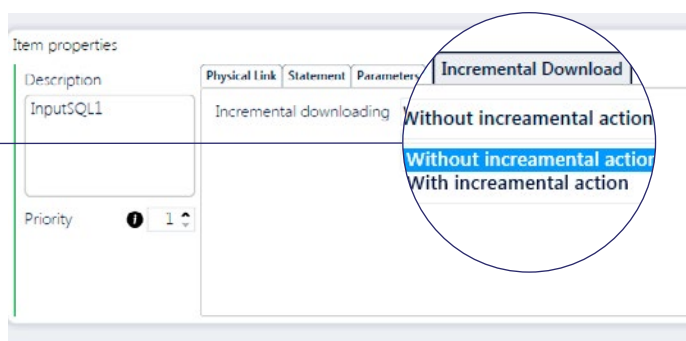 Item properties
Description
InputSQL1
Priority
1
Physical Link
Statement
Parameters
Incremental Download
Incremental downloading
Without increamental action
Without increamental action
With increamental action